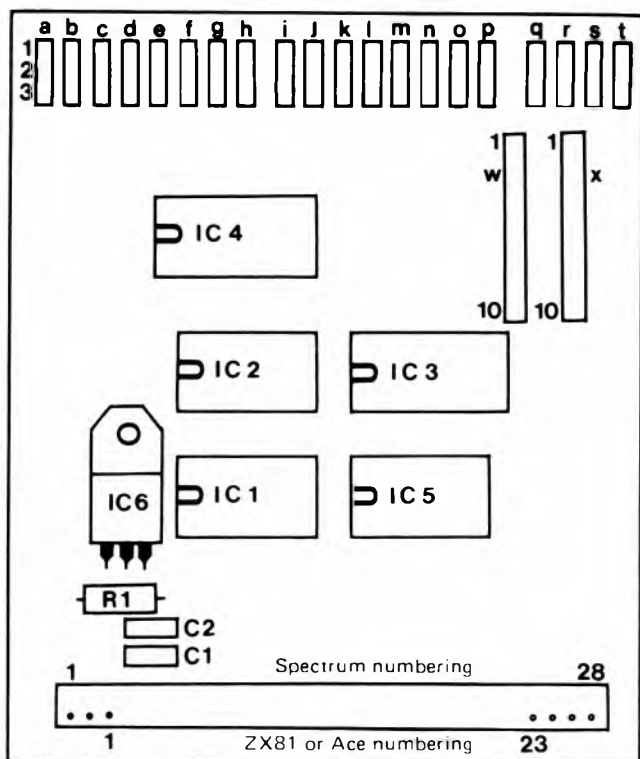 a b c d e f g h i j k l m n o p q r s t
1
2
3
1 1
w x
IC 4
10 10
IC 2 IC 3
IC6 IC 1 IC 5
R1
C2
C1
1 Spectrum numbering 28
1 ZX81 or Ace numbering 23